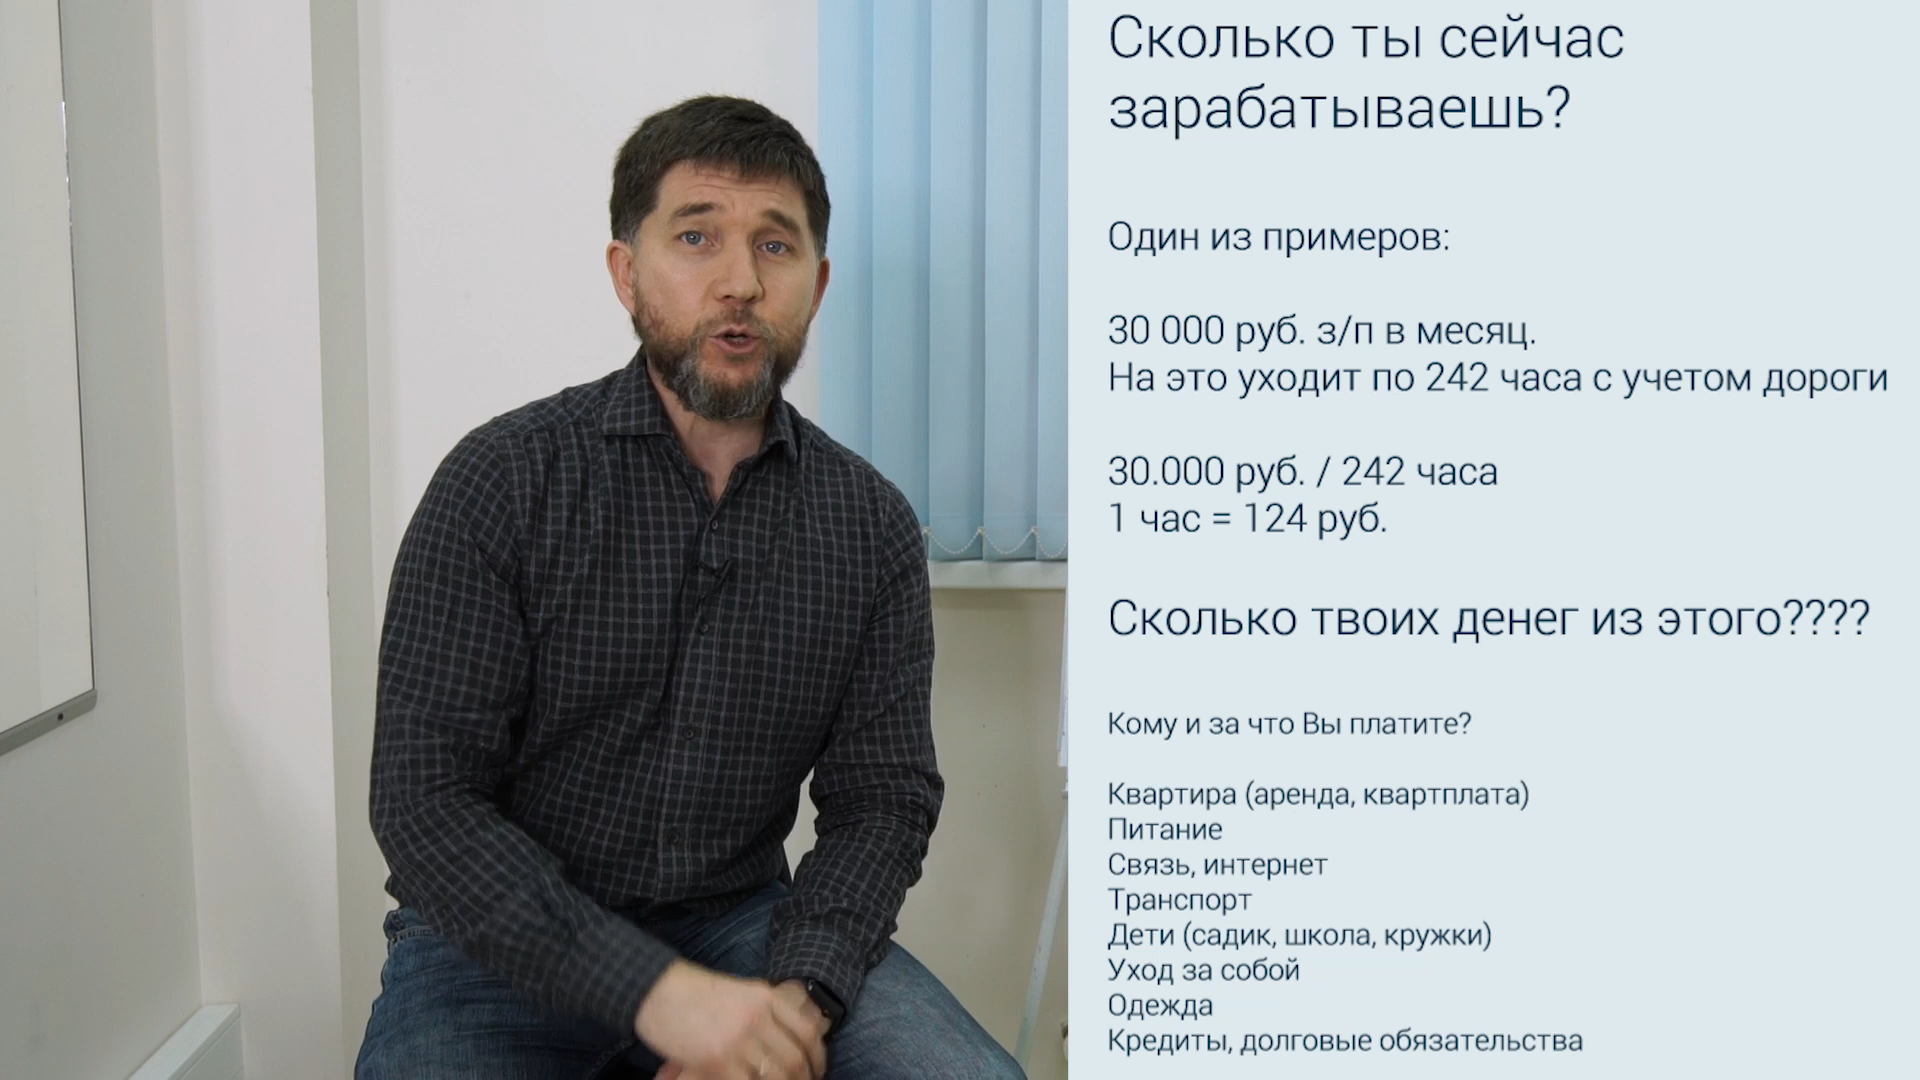 Сколько ты сейчас
зарабатываешь?
Один из примеров:
30 000 руб. з/п в месяц.
На это уходит по 242 часа с учетом дороги
30.000 руб. / 242 часа
1 час = 124 руб.
Сколько твоих денег из этого????
Кому и за что Вы платите?
Квартира (аренда, квартплата)
Питание
Связь, интернет
Транспорт
Дети (садик, школа, кружки)
Уход за собой
Одежда
Кредиты, долговые обязательства